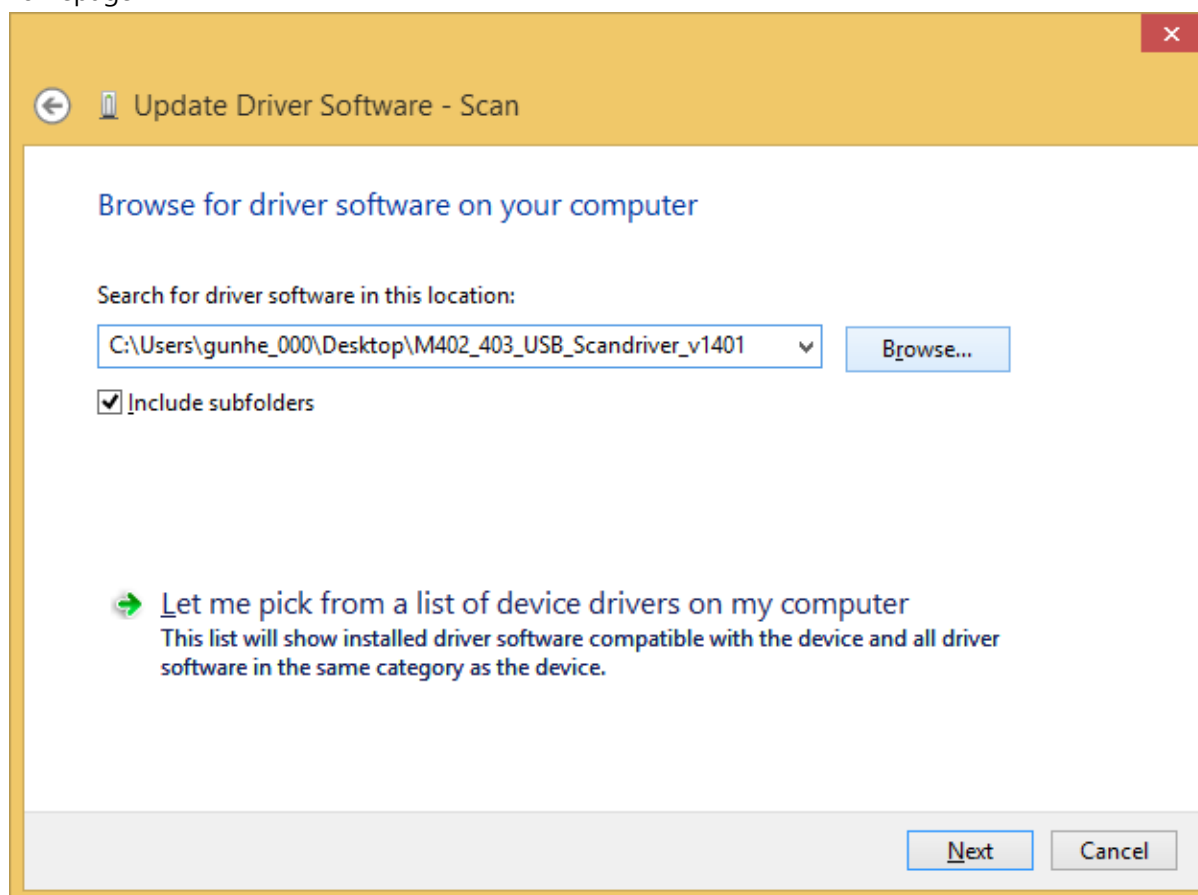 Update Driver Software - Scan
Browse for driver software on your computer
Search for driver software in this location:
C:\Users\gunhe_000\Desktop\M402_403_USB_Scandriver_v1401
Browse...
Include subfolders
Let me pick from a list of device drivers on my computer
This list will show installed driver software compatible with the device and all driver
software in the same category as the device.
Next
Cancel